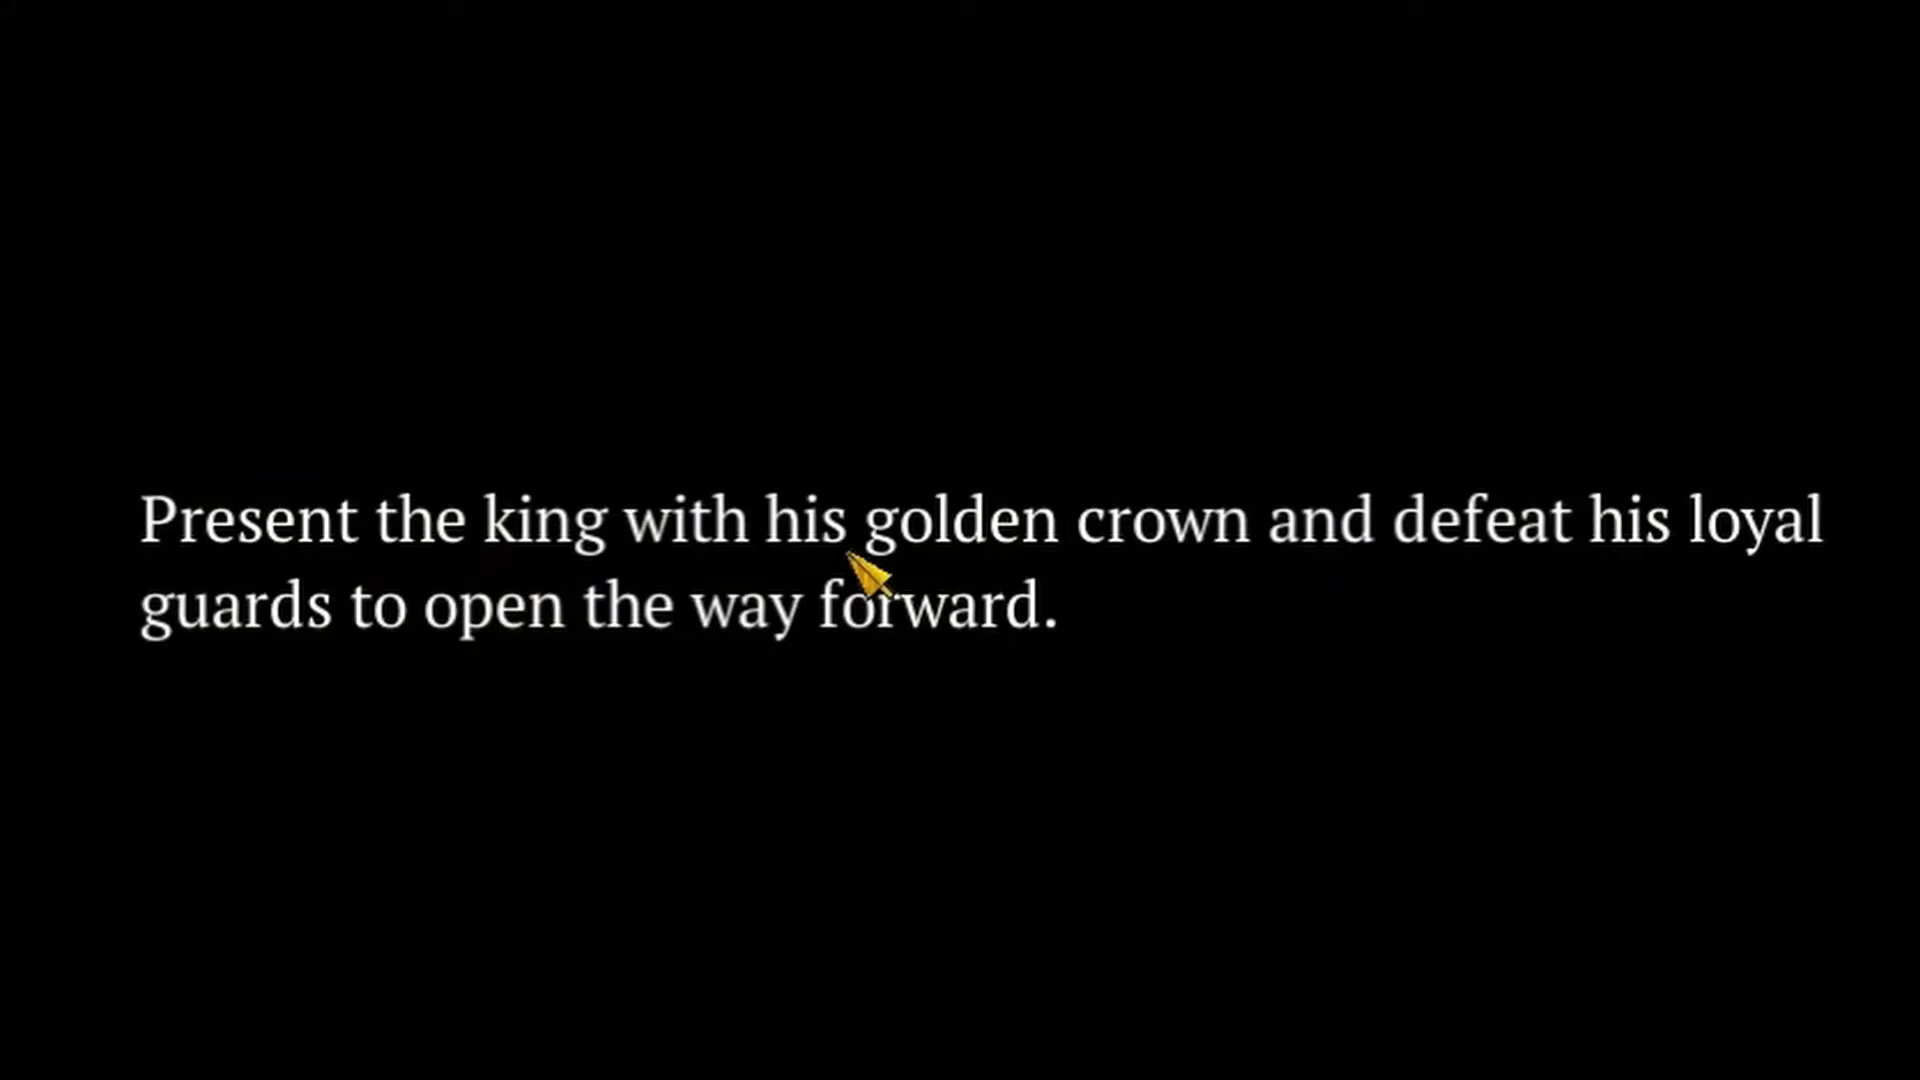 Present the king with his golden crown and defeat his loyal
guards to open the way forward.